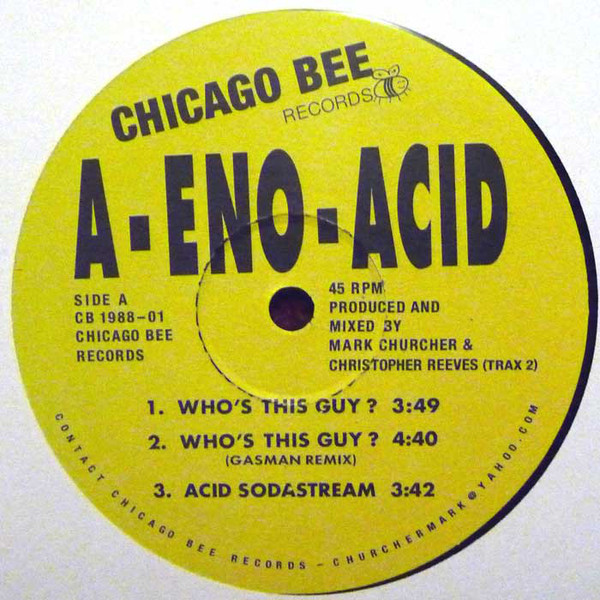 CHICAGO BEE
RECORDS
A-ENO-ACID
SIDE A
CB 1988-01
CHICAGO BEE
RECORDS
45 RPM
PRODUCED AND
MIXED BY
MARK CHURCHER &
CHRISTOPHER REEVES (TRAX 2)
1. WHO'S THIS GUY? 3:49
2. WHO'S THIS GUY? 4:40
(GASMAN REMIX)
3. ACID SODASTREAM 3:42
CONTACT CHICAGO BEE RECORDS - CHURCHERMARK@YAHOO.COM